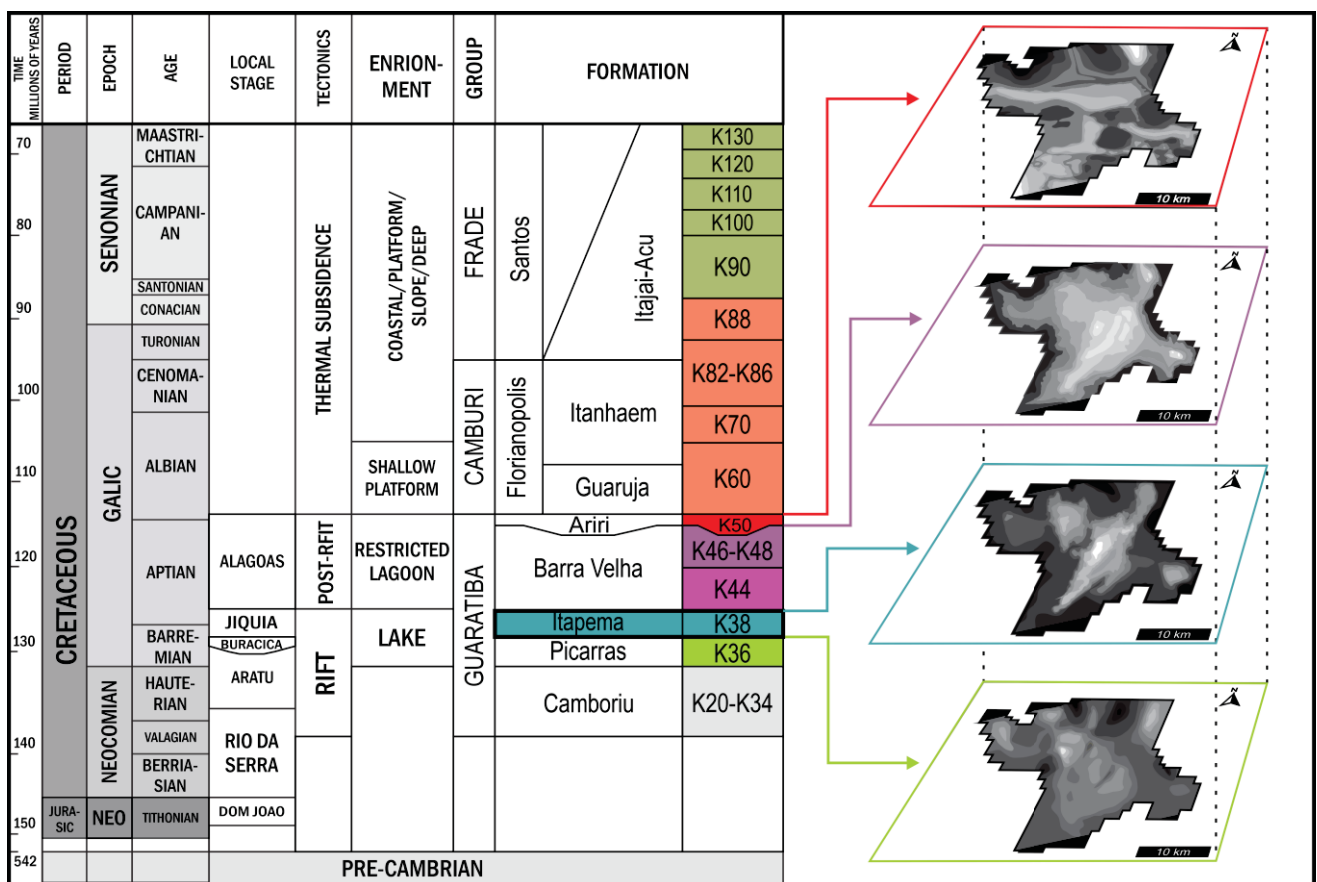 TIME
MILLIONS OF YEARS
PERIOD
EPOCH
AGE
LOCAL
STAGE
TECTONICS
ENRION-
MENT
GROUP
FORMATION
70
80
90
100
110
120
130
140
150
542
CRETACEOUS
JURA-
SIC
SENONIAN
GALIC
NEOCOMIAN
NEO
MAASTRI-
CHTIAN
CAMPANI-
AN
SANTONIAN
CONACIAN
TURONIAN
CENOMA-
NIAN
ALBIAN
APTIAN
BARRE-
MIAN
HAUTE-
RIAN
VALAGIAN
BERRIA-
SIAN
TITHONIAN
ALAGOAS
JIQUIA
BURACICA
ARATU
RIO DA
SERRA
DOM JOAO
THERMAL SUBSIDENCE
POST-RFIT
RIFT
COASTAL/PLATFORM/
SLOPE/DEEP
SHALLOW
PLATFORM
RESTRICTED
LAGOON
LAKE
FRADE
CAMBURI
GUARATIBA
Santos
Itajai-Acu
Florianopolis
Itanhaem
Guaruja
Ariri
Barra Velha
Itapema
Picarras
Camboriu
K130
K120
K110
K100
K90
K88
K82-K86
K70
K60
K50
K46-K48
K44
K38
K36
K20-K34
PRE-CAMBRIAN
N
10 km
N
10 km
N
10 km
N
10 km